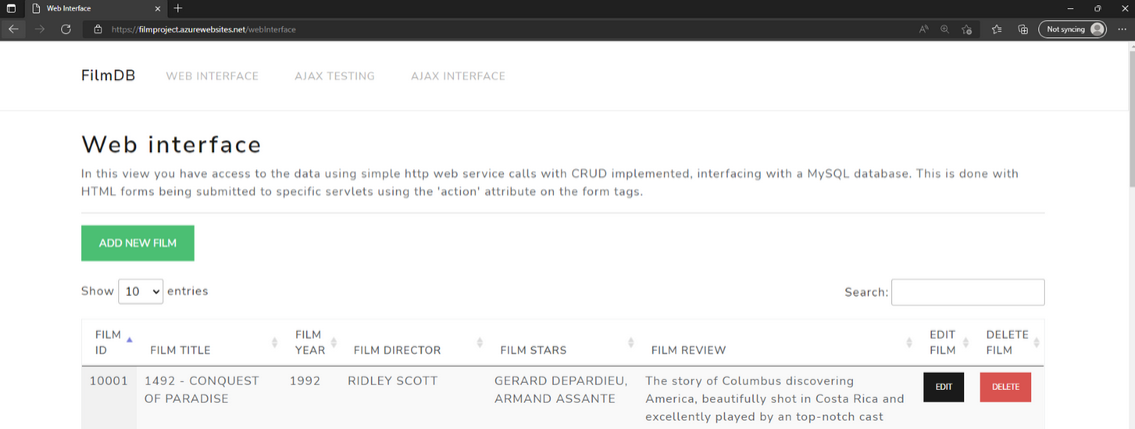 Web Interface
https://filmproject.azurewebsites.net/webInterface
Not syncing
FilmDB WEB INTERFACE AJAX TESTING AJAX INTERFACE
Web interface
In this view you have access to the data using simple http web service calls with CRUD implemented, interfacing with a MySQL database. This is done with
HTML forms being submitted to specific servlets using the 'action' attribute on the form tags.
ADD NEW FILM
Show 10 entries
Search:
FILM ID
FILM TITLE
FILM YEAR
FILM DIRECTOR
FILM STARS
FILM REVIEW
EDIT FILM
DELETE FILM
10001
1492 - CONQUEST
OF PARADISE
1992
RIDLEY SCOTT
GERARD DEPARDIEU,
ARMAND ASSANTE
The story of Columbus discovering
America, beautifully shot in Costa Rica and
excellently played by an top-notch cast
EDIT
DELETE